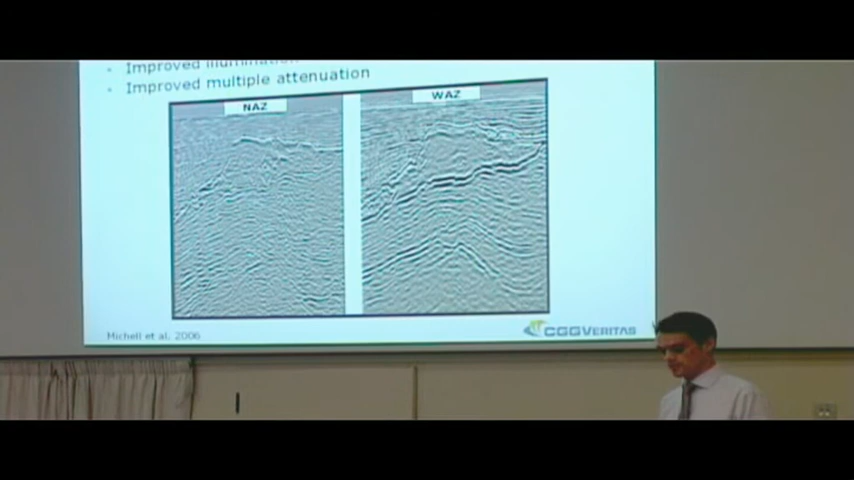 - Improved illumination
- Improved multiple attenuation
NAZ
WAZ
Michell et al. 2006
CGGVERITAS